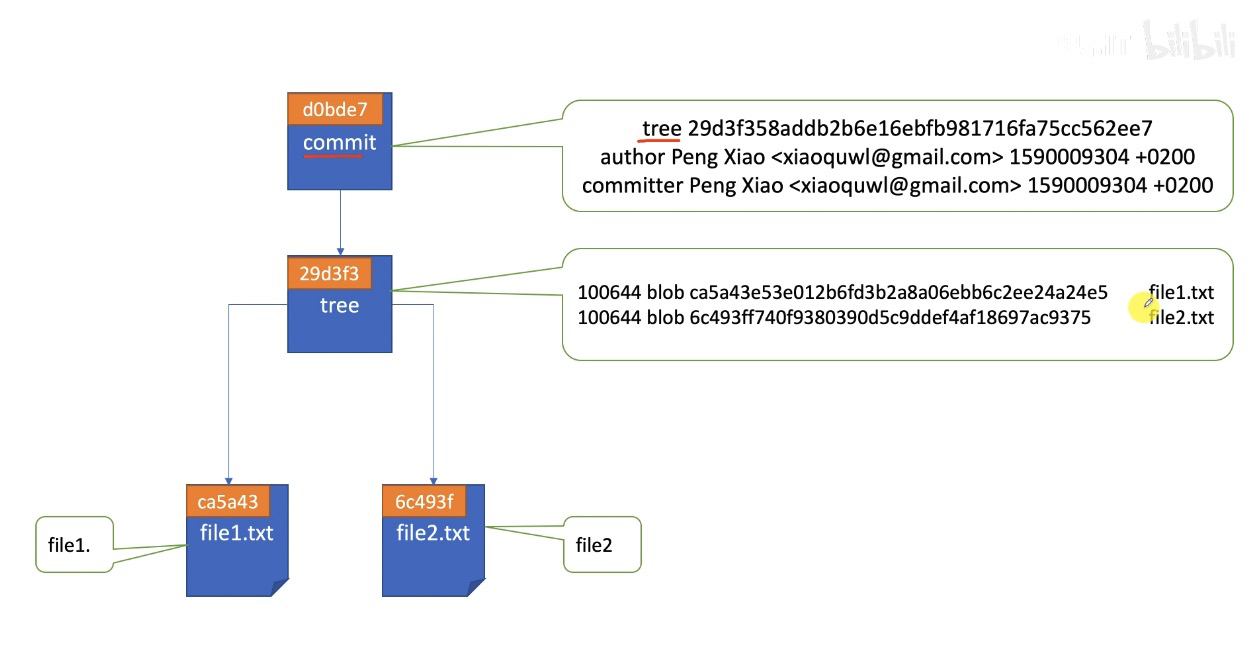 bilibili
d0bde7
commit
tree 29d3f358addb2b6e16ebfb981716fa75cc562ee7
author Peng Xiao <xiaoquwl@gmail.com> 1590009304 +0200
committer Peng Xiao <xiaoquwl@gmail.com> 1590009304 +0200
29d3f3
tree
100644 blob ca5a43e53e012b6fd3b2a8a06ebb6c2ee24a24e5 file1.txt
100644 blob 6c493ff740f9380390d5c9ddef4af18697ac9375 file2.txt
ca5a43
file1.txt
6c493f
file2.txt
file1.
file2